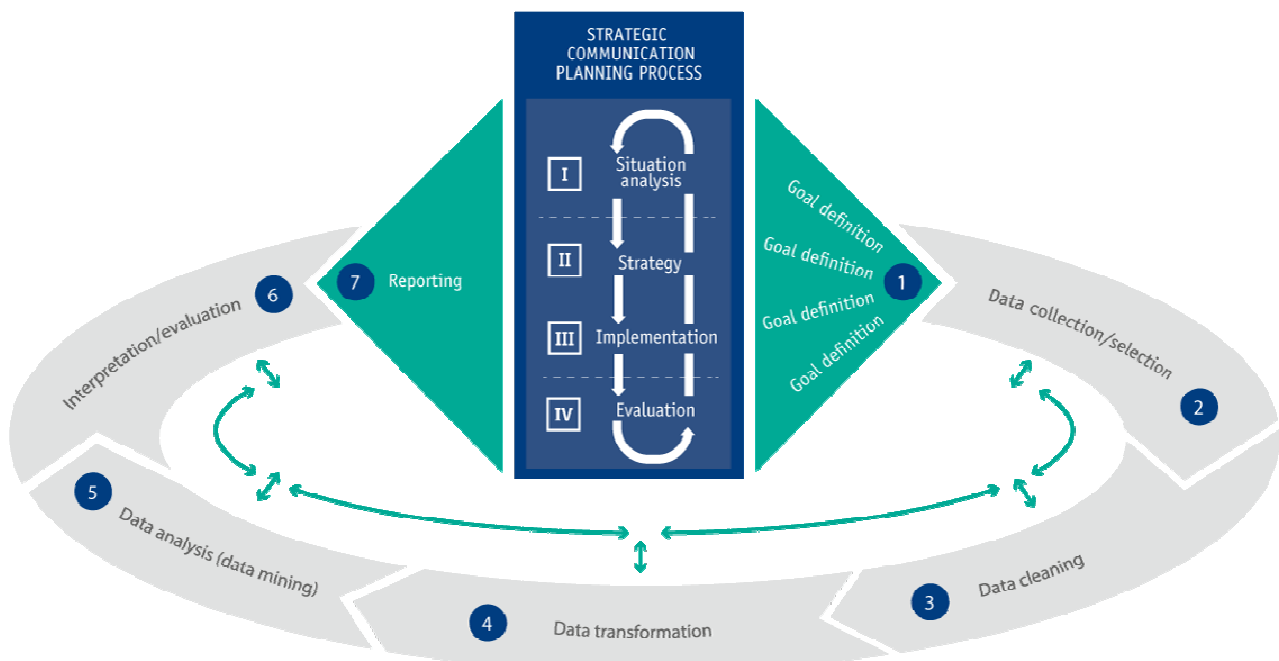 STRATEGIC
COMMUNICATION
PLANNING PROCESS
I
Situation
analysis
II
Strategy
III
Implementation
IV
Evaluation
Goal definition
Goal definition
Goal definition
Goal definition
1
Data collection/selection
2
Data cleaning
3
Data transformation
4
Data analysis (data mining)
5
Interpretation/evaluation
6
7
Reporting